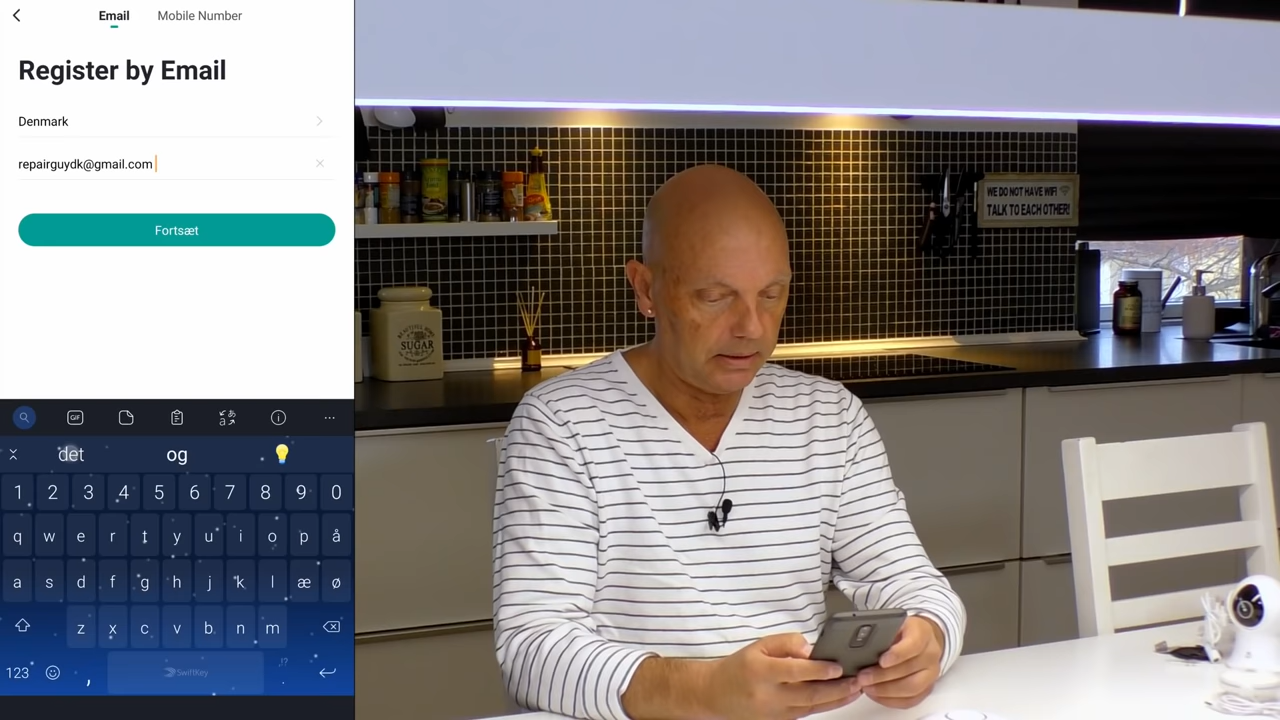 Email Mobile Number
Register by Email
Denmark
repairguydk@gmail.com
Fortsæt
GIF
det og
1 2 3 4 5 6 7 8 9 0
q w e r t y u i o p å
a s d f g h j k l æ ø
z x c v b n m
123 , SwiftKey !? .
WE DO NOT HAVE WIFI
TALK TO EACH OTHER!
SUGAR